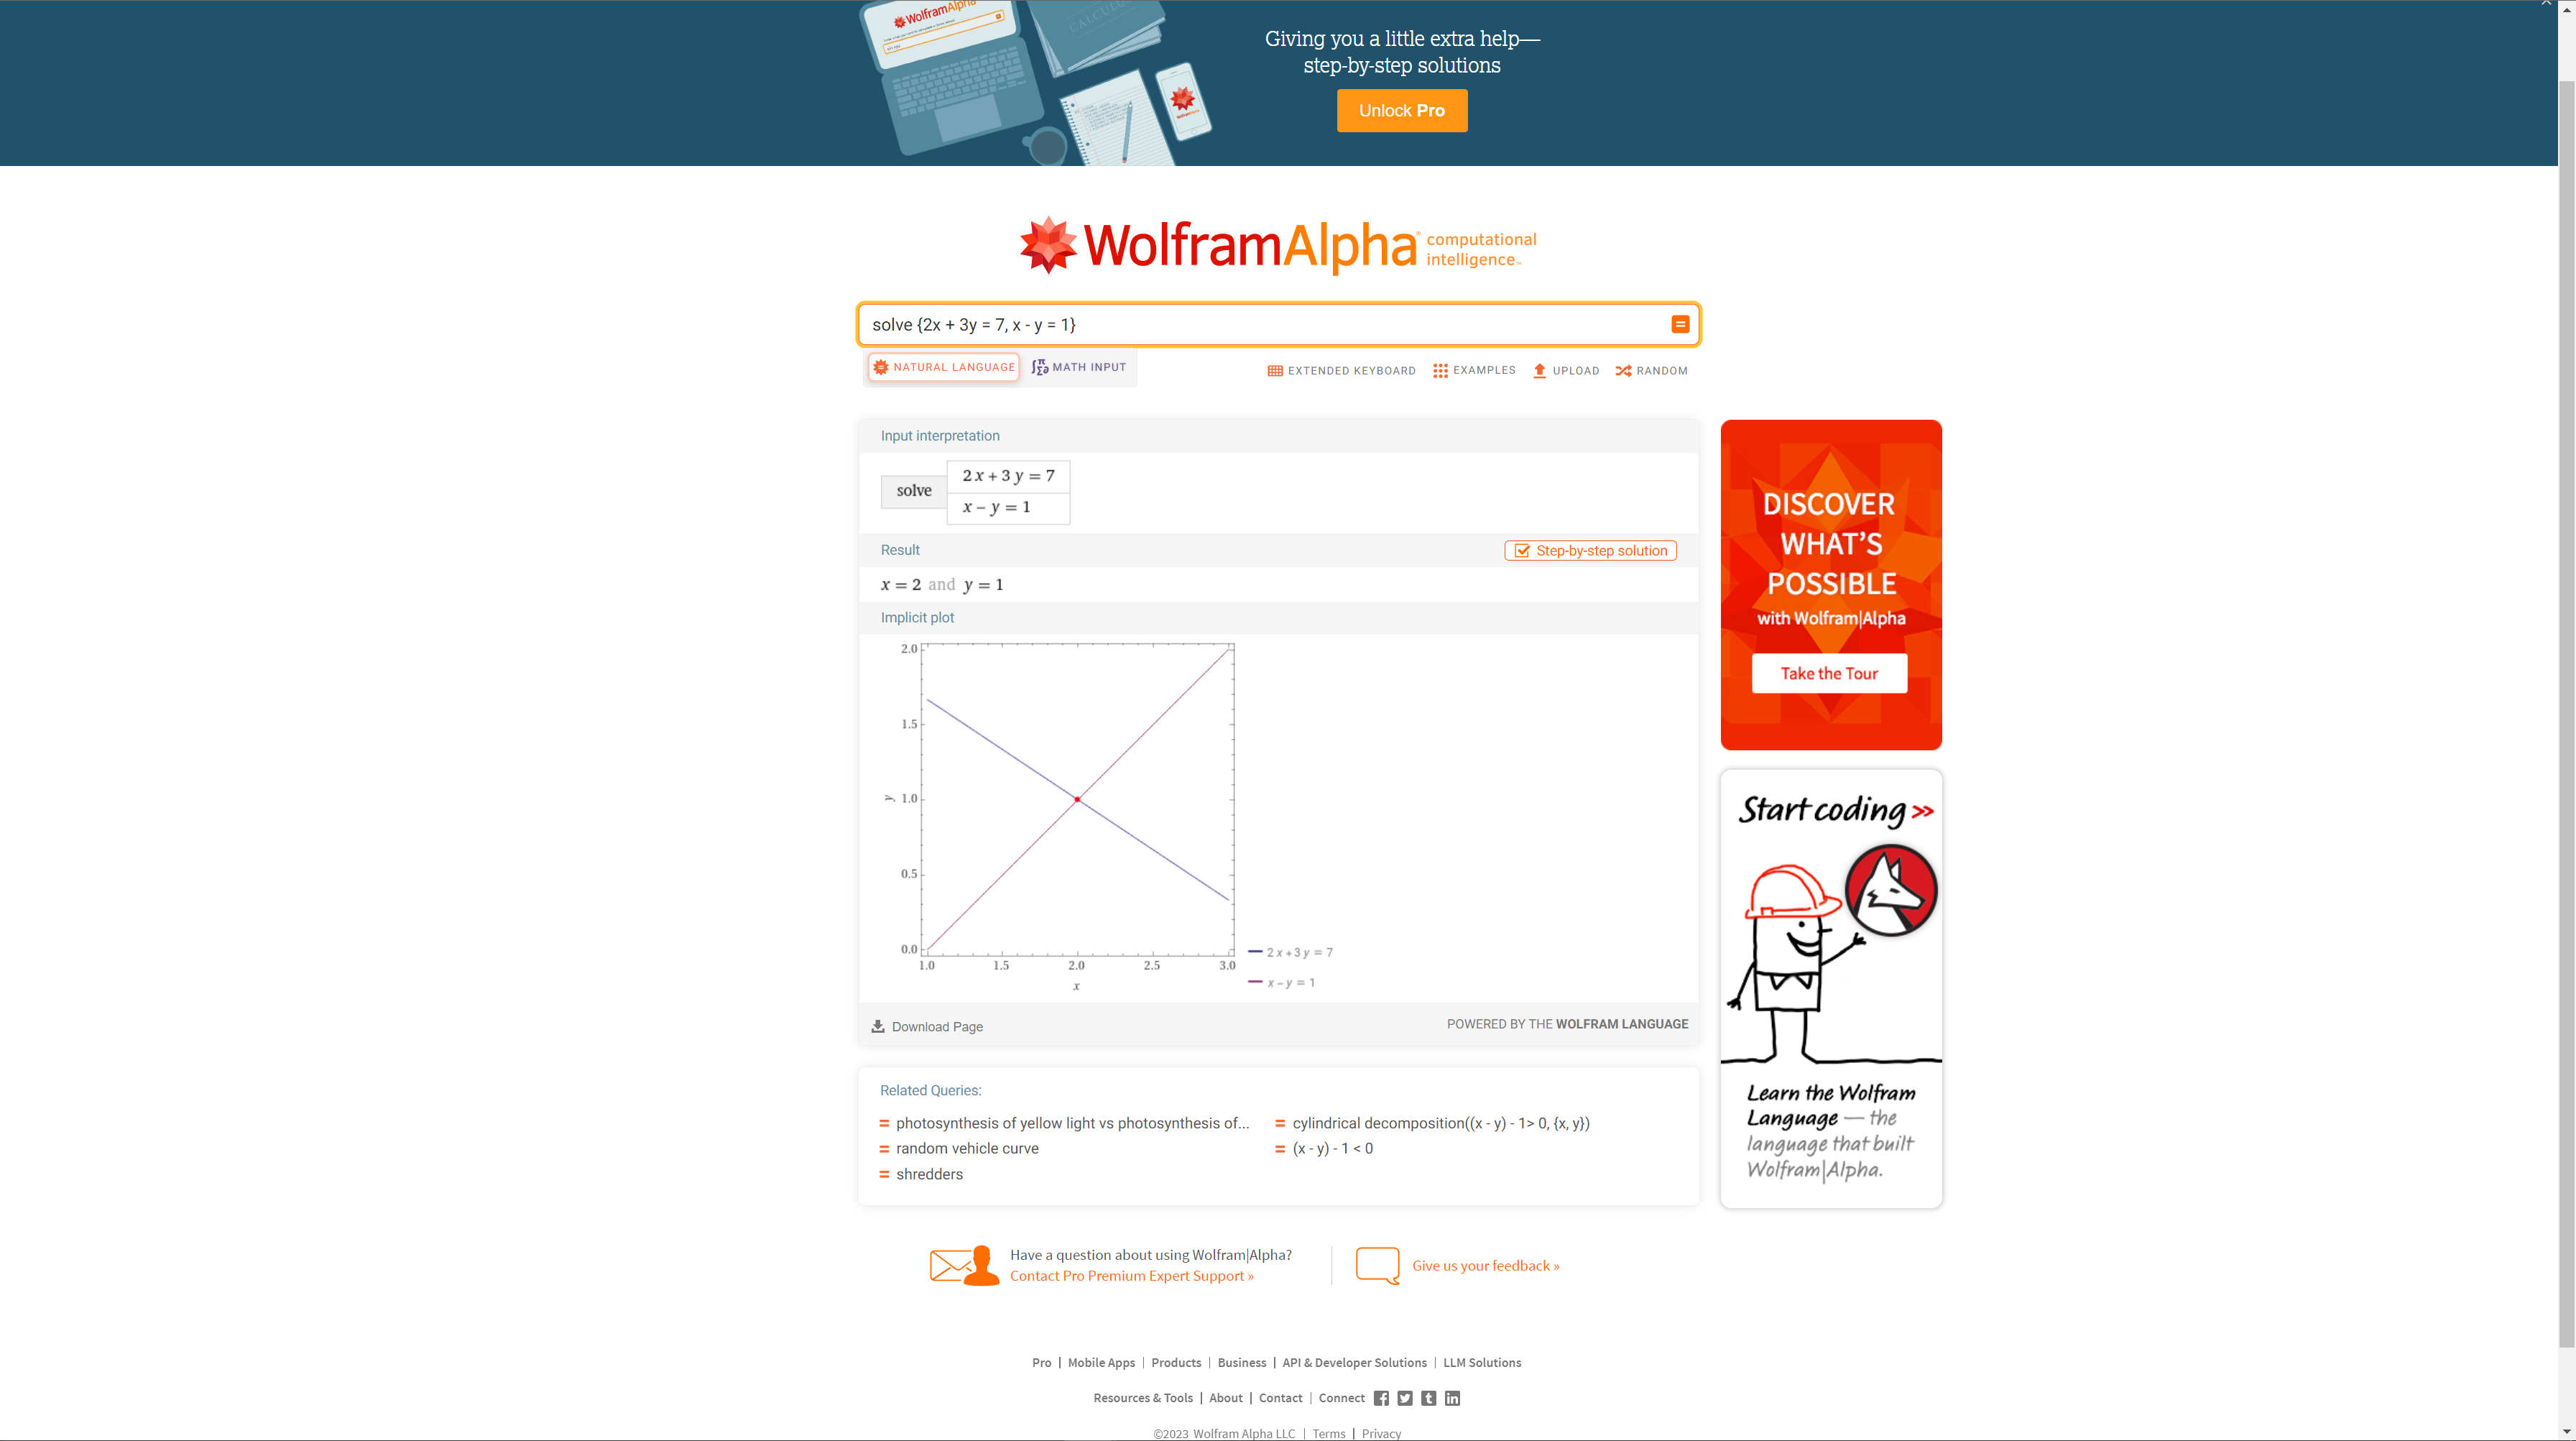 WolframAlpha
CALCULUS
Giving you a little extra help—
step-by-step solutions
Unlock Pro
WolframAlpha computational
intelligence™
solve {2x + 3y = 7, x - y = 1}
NATURAL LANGUAGE
MATH INPUT
EXTENDED KEYBOARD
EXAMPLES
UPLOAD
RANDOM
Input interpretation
solve
2 x + 3 y = 7
x − y = 1
Result
Step-by-step solution
x = 2 and y = 1
Implicit plot
2.0
1.5
y 1.0
0.5
0.0
1.0 1.5 2.0 2.5 3.0
x
2 x + 3 y = 7
x − y = 1
Download Page
POWERED BY THE WOLFRAM LANGUAGE
Related Queries:
= photosynthesis of yellow light vs photosynthesis of...
= random vehicle curve
= shredders
= cylindrical decomposition((x - y) - 1> 0, {x, y})
= (x - y) - 1 < 0
DISCOVER
WHAT'S
POSSIBLE
with Wolfram|Alpha
Take the Tour
Start coding »
Learn the Wolfram
Language — the
language that built
Wolfram|Alpha.
Have a question about using Wolfram|Alpha?
Contact Pro Premium Expert Support »
Give us your feedback »
Pro | Mobile Apps | Products | Business | API & Developer Solutions | LLM Solutions
Resources & Tools | About | Contact | Connect
©2023 Wolfram Alpha LLC | Terms | Privacy